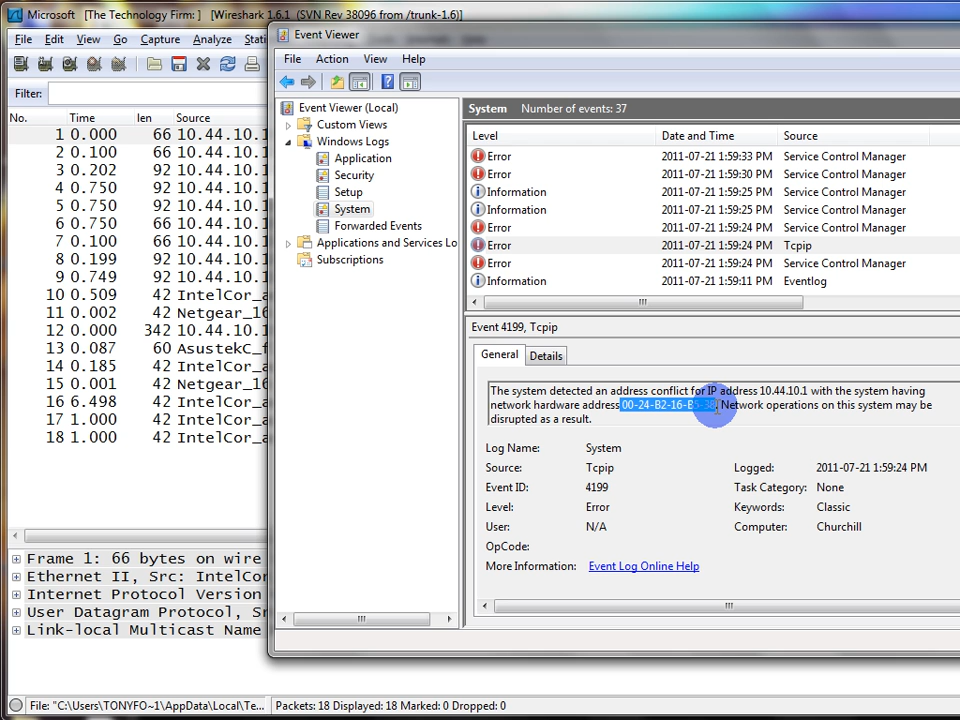 Microsoft [The Technology Firm: ] [Wireshark 1.6.1 (SVN Rev 38096 from /trunk-1.6)]
File Edit View Go Capture Analyze Stati
Filter:
No. Time len Source
1 0.000 66 10.44.10.1
2 0.100 66 10.44.10.1
3 0.202 92 10.44.10.1
4 0.750 92 10.44.10.1
5 0.750 92 10.44.10.1
6 0.750 66 10.44.10.1
7 0.100 66 10.44.10.1
8 0.199 92 10.44.10.1
9 0.749 92 10.44.10.1
10 0.509 42 IntelCor_a
11 0.002 42 Netgear_16
12 0.000 342 10.44.10.1
13 0.087 60 AsustekC_f
14 0.185 42 IntelCor_a
15 0.001 42 Netgear_16
16 6.498 42 IntelCor_a
17 1.000 42 IntelCor_a
18 1.000 42 IntelCor_a
Frame 1: 66 bytes on wire
Ethernet II, Src: IntelCor
Internet Protocol Version
User Datagram Protocol, Sr
Link-local Multicast Name
File: "C:\Users\TONYFO~1\AppData\Local\Te... Packets: 18 Displayed: 18 Marked: 0 Dropped: 0
Event Viewer
File Action View Help
Event Viewer (Local)
Custom Views
Windows Logs
Application
Security
Setup
System
Forwarded Events
Applications and Services Lo
Subscriptions
System Number of events: 37
Level Date and Time Source
Error 2011-07-21 1:59:33 PM Service Control Manager
Error 2011-07-21 1:59:30 PM Service Control Manager
Information 2011-07-21 1:59:25 PM Service Control Manager
Information 2011-07-21 1:59:25 PM Service Control Manager
Error 2011-07-21 1:59:24 PM Service Control Manager
Error 2011-07-21 1:59:24 PM Tcpip
Error 2011-07-21 1:59:24 PM Service Control Manager
Information 2011-07-21 1:59:11 PM Eventlog
Event 4199, Tcpip
General Details
The system detected an address conflict for IP address 10.44.10.1 with the system having
network hardware address 00-24-B2-16-B5-38. Network operations on this system may be
disrupted as a result.
Log Name: System
Source: Tcpip Logged: 2011-07-21 1:59:24 PM
Event ID: 4199 Task Category: None
Level: Error Keywords: Classic
User: N/A Computer: Churchill
OpCode:
More Information: Event Log Online Help